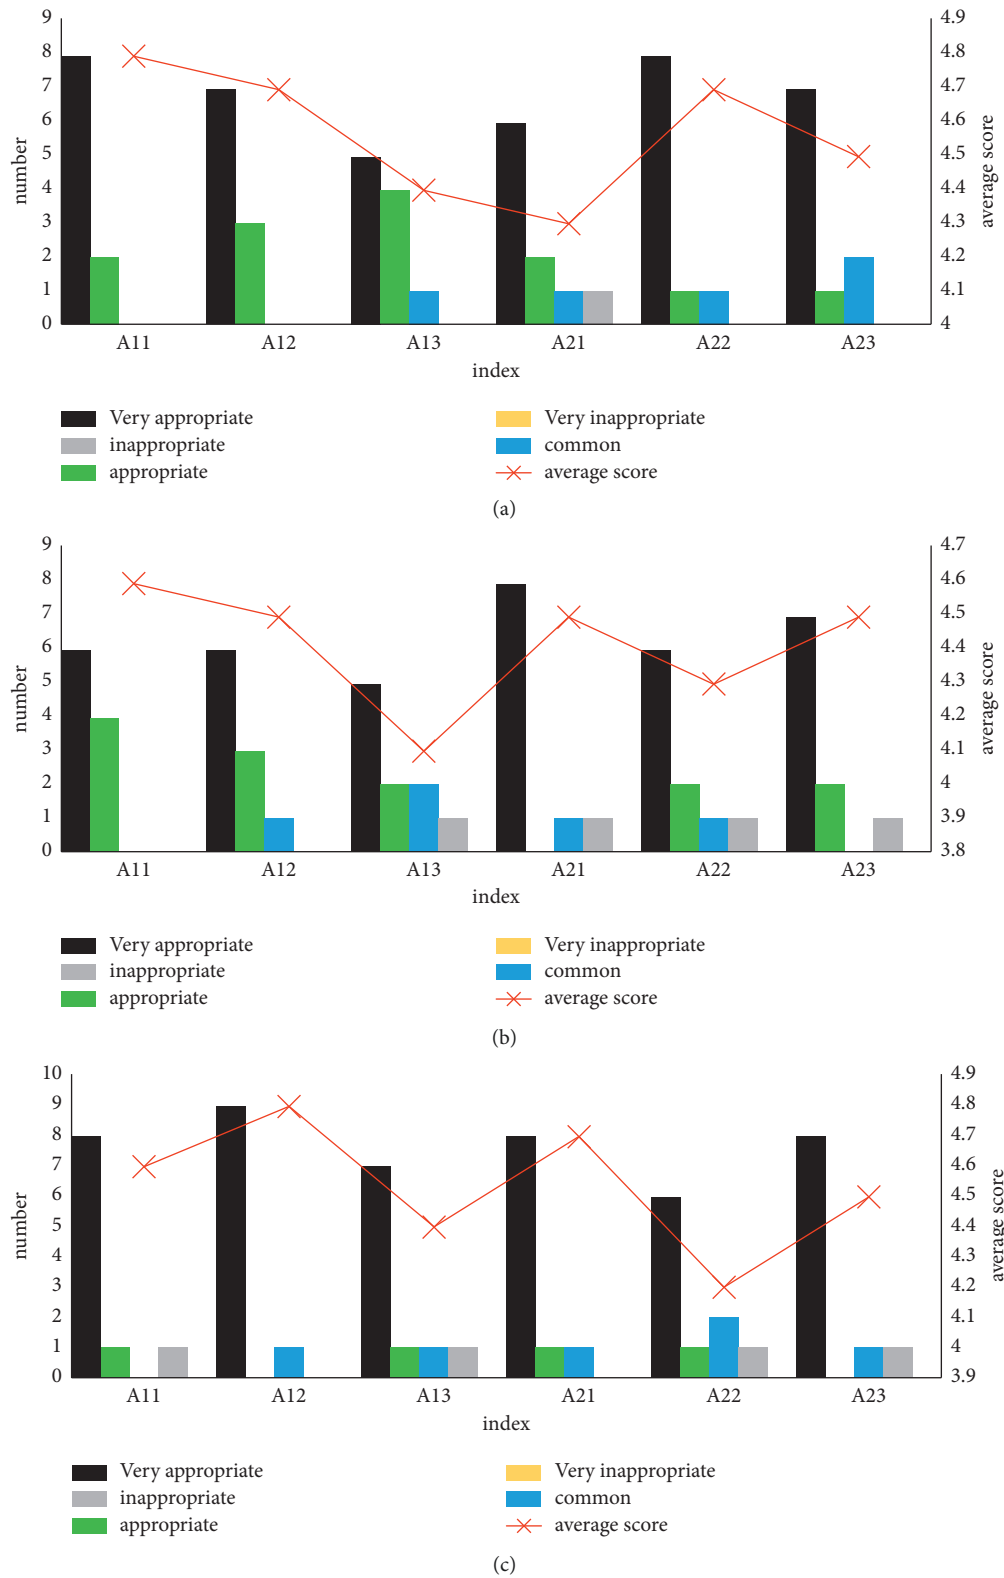 9 4.9
8 4.8
7 4.7
6 4.6
5 4.5
4 4.4
3 4.3
2 4.2
1 4.1
0 4
number
average score
A11 A12 A13 A21 A22 A23
index
Very appropriate Very inappropriate
inappropriate common
appropriate average score
(a)
9 4.7
8 4.6
7 4.5
6 4.4
5 4.3
4 4.2
3 4.1
2 4
1 3.9
0 3.8
number
average score
A11 A12 A13 A21 A22 A23
index
Very appropriate Very inappropriate
inappropriate common
appropriate average score
(b)
10 4.9
9 4.8
8 4.7
7 4.6
6 4.5
5 4.4
4 4.3
3 4.2
2 4.1
1 4
0 3.9
number
average score
A11 A12 A13 A21 A22 A23
index
Very appropriate Very inappropriate
inappropriate common
appropriate average score
(c)